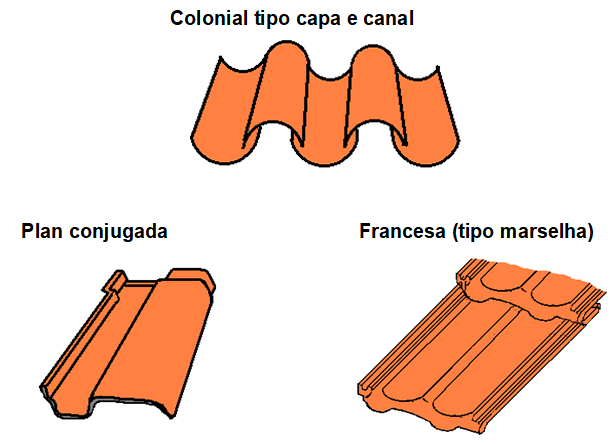 Colonial tipo capa e canal
Plan conjugada
Francesa (tipo marselha)